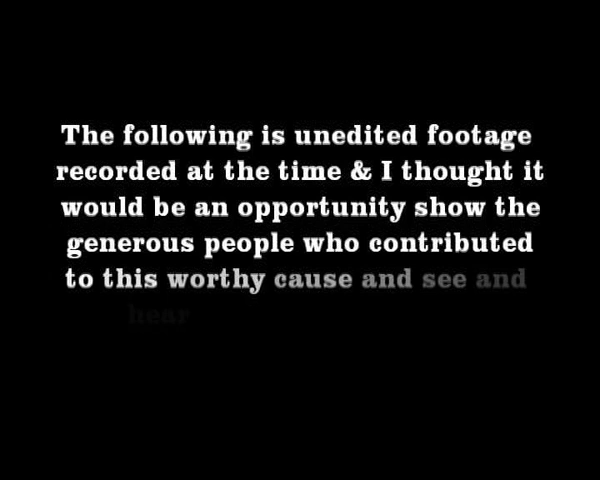 The following is unedited footage
recorded at the time & I thought it
would be an opportunity show the
generous people who contributed
to this worthy cause and see and
hear